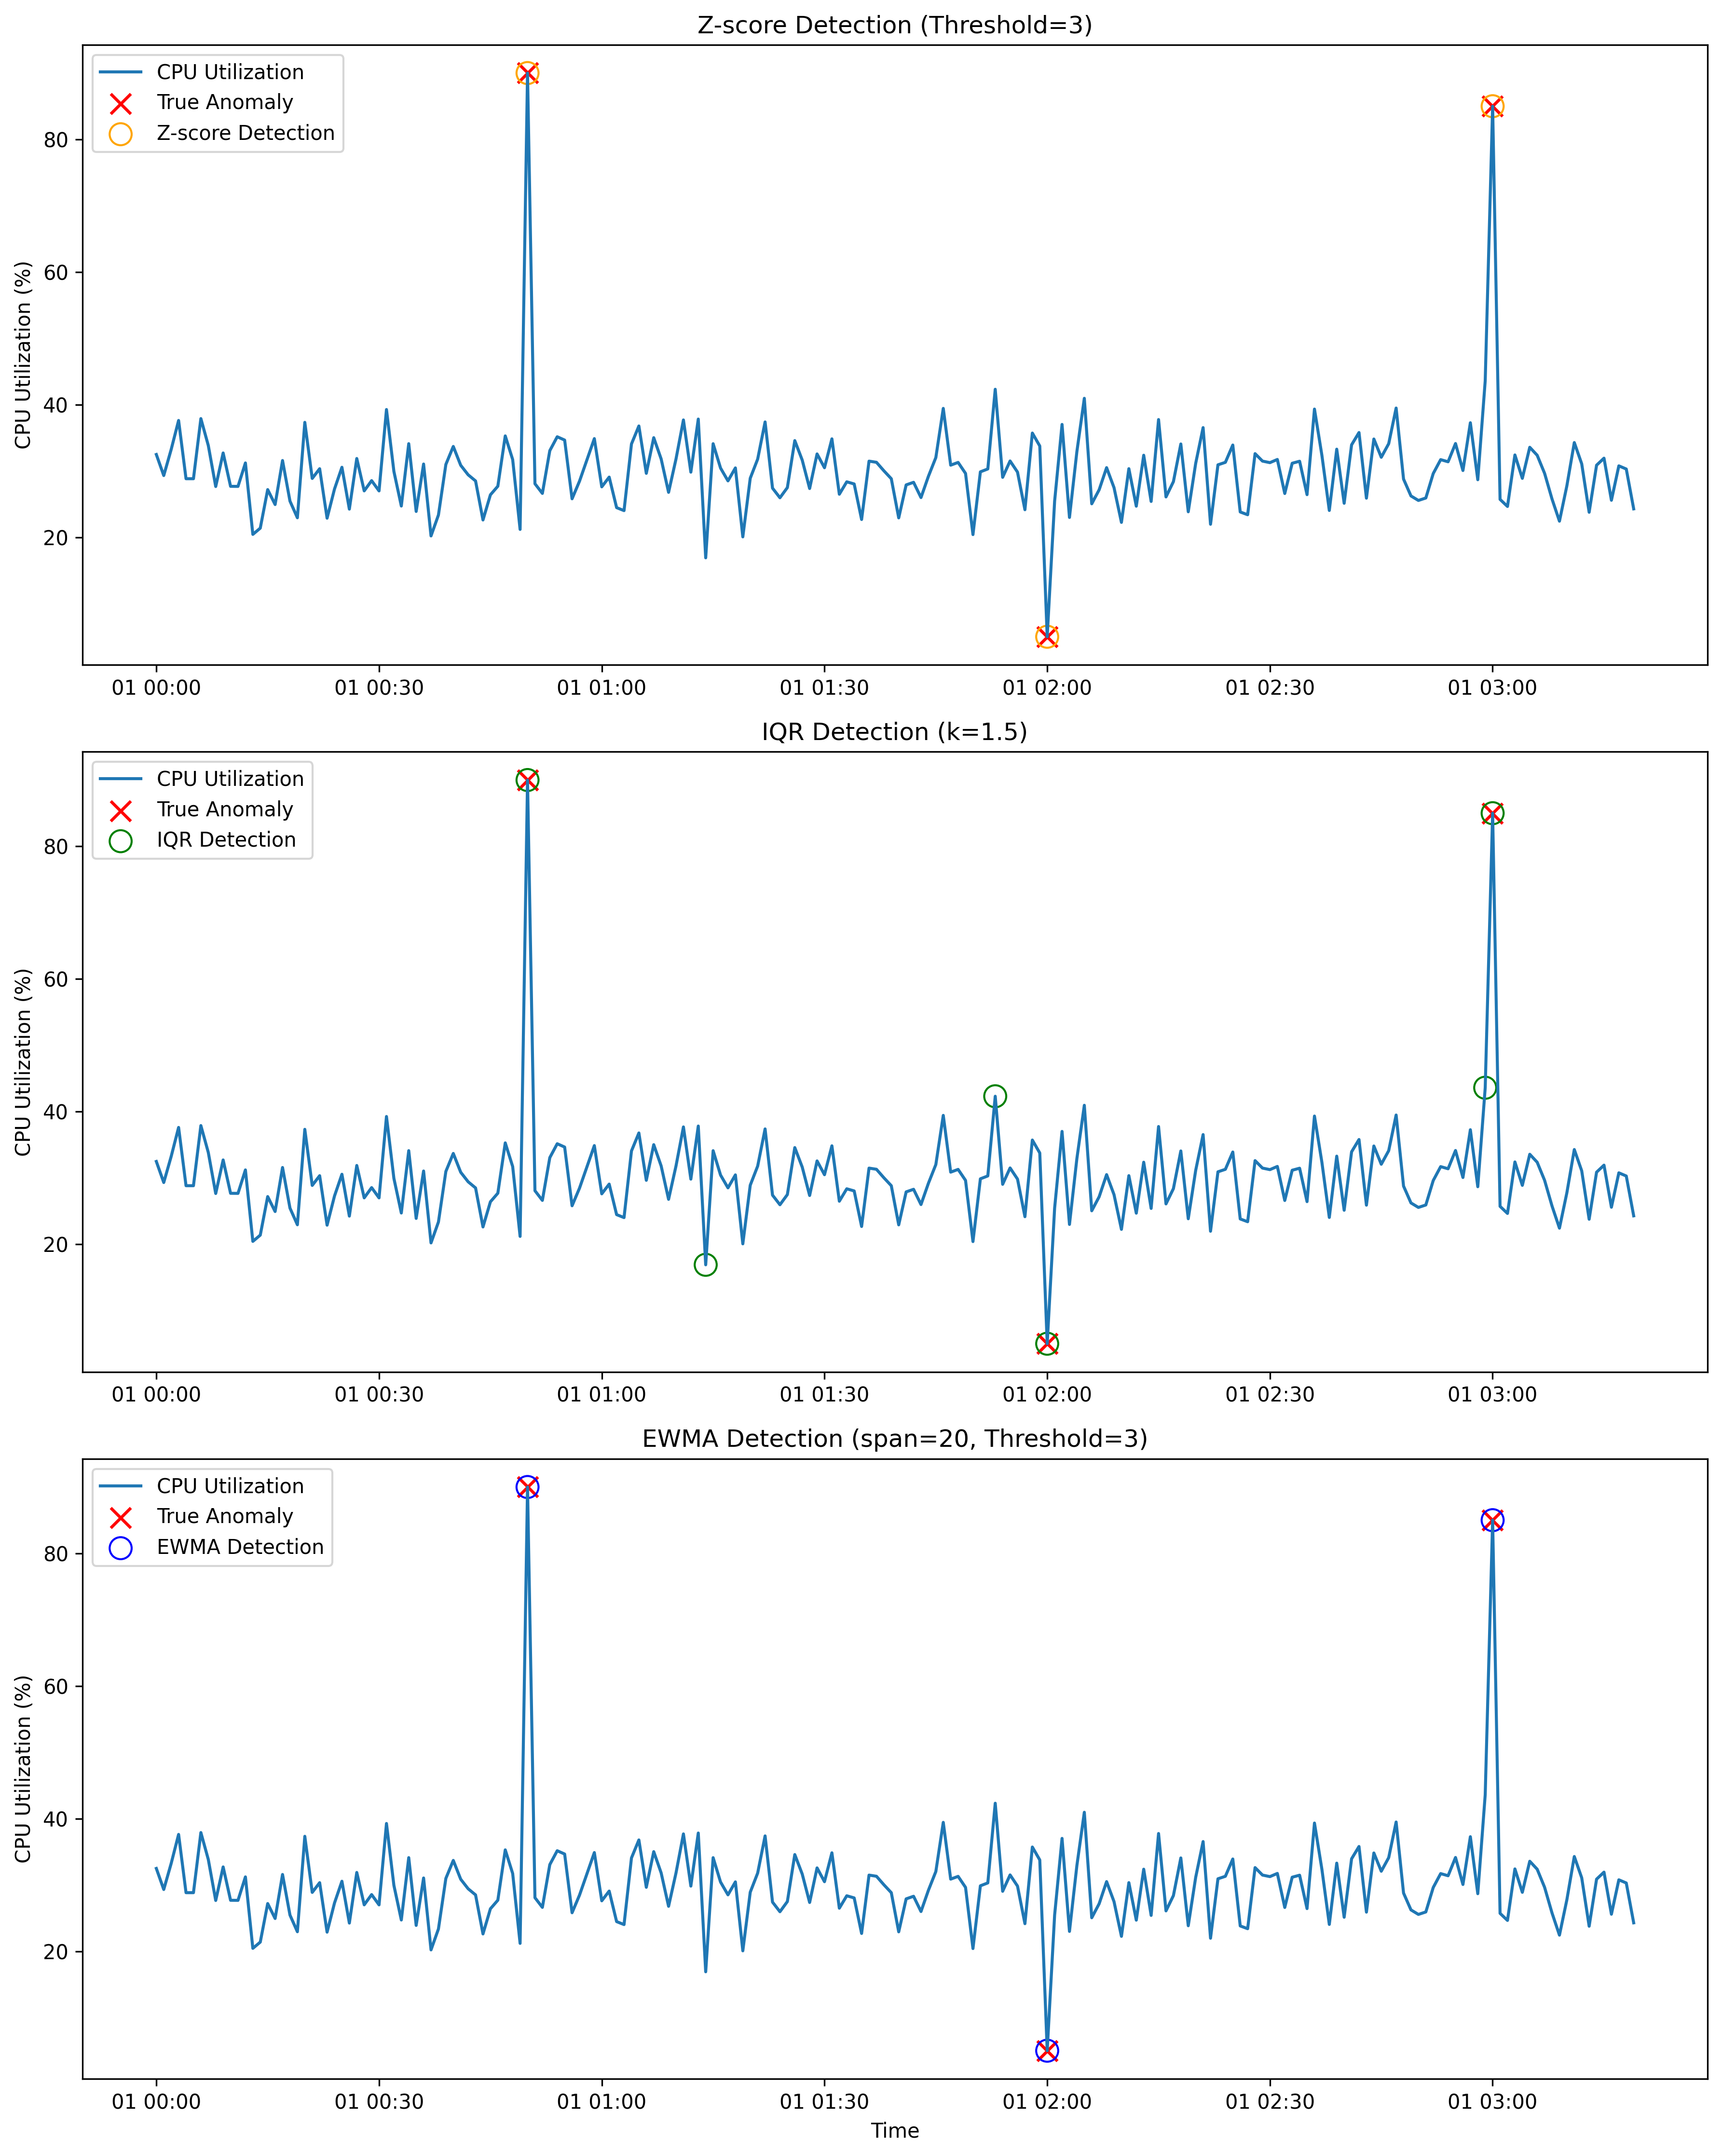 Z-score Detection (Threshold=3)
CPU Utilization
True Anomaly
Z-score Detection
CPU Utilization (%)
80
60
40
20
01 00:00 01 00:30 01 01:00 01 01:30 01 02:00 01 02:30 01 03:00
IQR Detection (k=1.5)
CPU Utilization
True Anomaly
IQR Detection
CPU Utilization (%)
80
60
40
20
01 00:00 01 00:30 01 01:00 01 01:30 01 02:00 01 02:30 01 03:00
EWMA Detection (span=20, Threshold=3)
CPU Utilization
True Anomaly
EWMA Detection
CPU Utilization (%)
80
60
40
20
01 00:00 01 00:30 01 01:00 01 01:30 01 02:00 01 02:30 01 03:00
Time